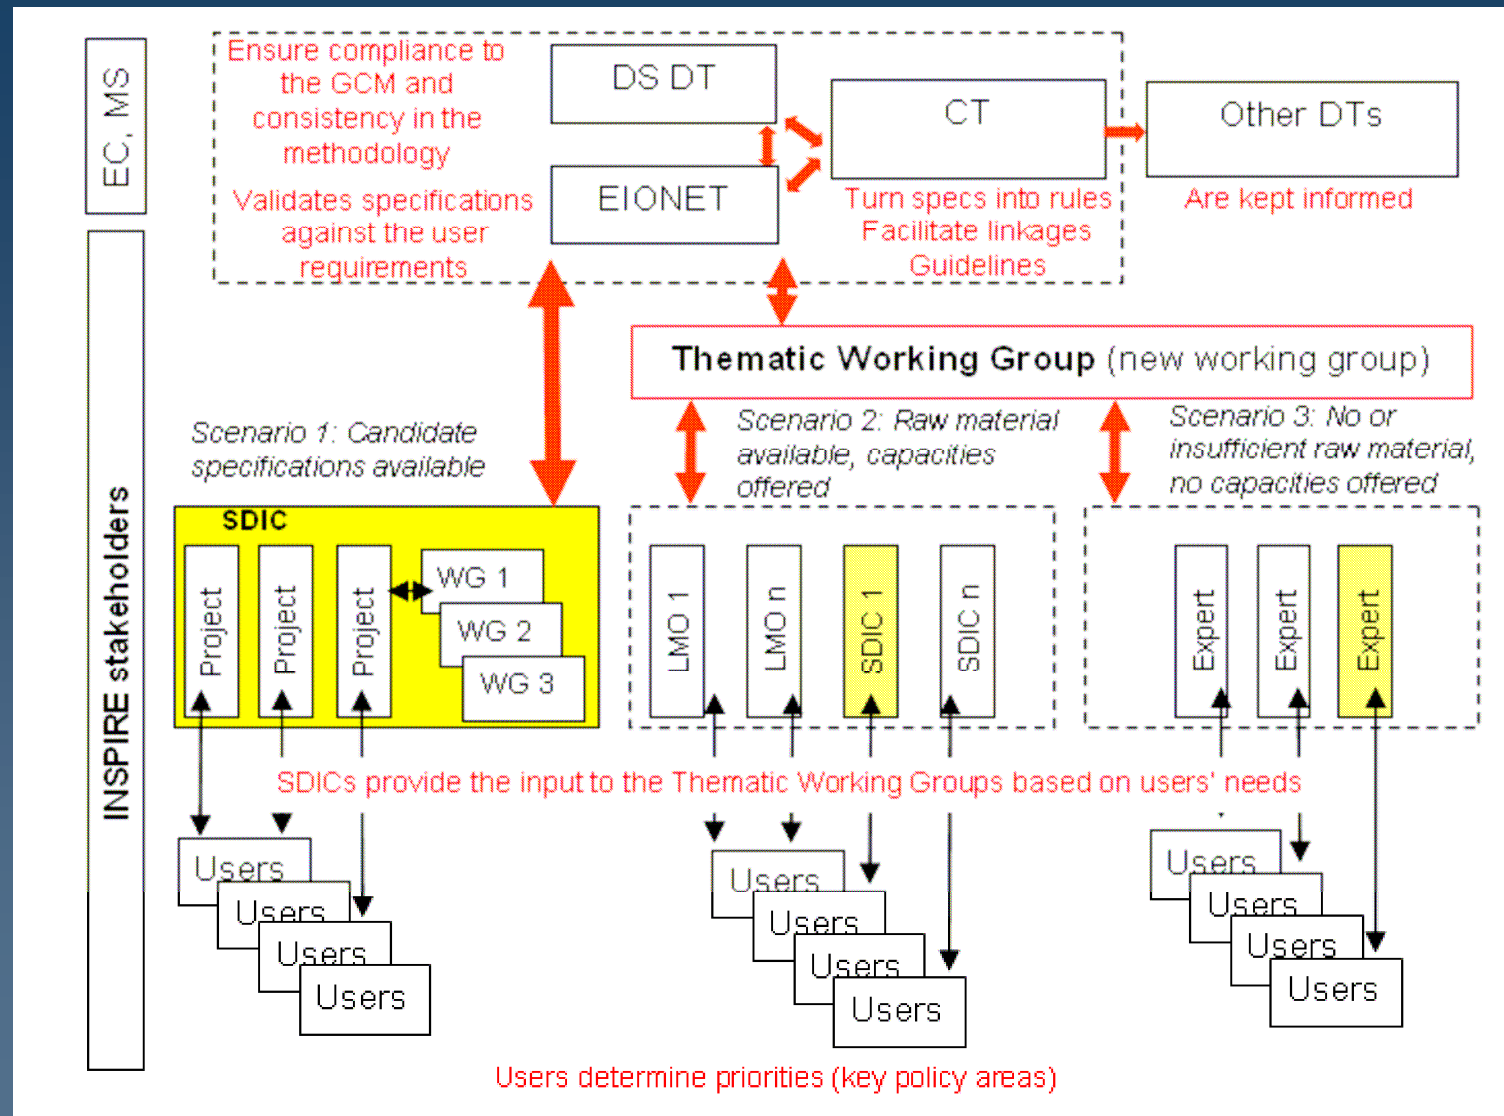 EC, MS
Ensure compliance to
the GCM and
consistency in the
methodology
Validates specifications
against the user
requirements
DS DT
EIONET
CT
Turn specs into rules
Facilitate linkages
Guidelines
Other DTs
Are kept informed
INSPIRE stakeholders
Thematic Working Group (new working group)
Scenario 1: Candidate
specifications available
Scenario 2: Raw material
available, capacities
offered
Scenario 3: No or
insufficient raw material,
no capacities offered
SDIC
Project
Project
Project
WG 1
WG 2
WG 3
LMO 1
LMO n
SDIC 1
SDIC n
Expert
Expert
Expert
SDICs provide the input to the Thematic Working Groups based on users' needs
Users
Users
Users
Users
Users
Users
Users
Users
Users
Users
Users
Users
Users determine priorities (key policy areas)